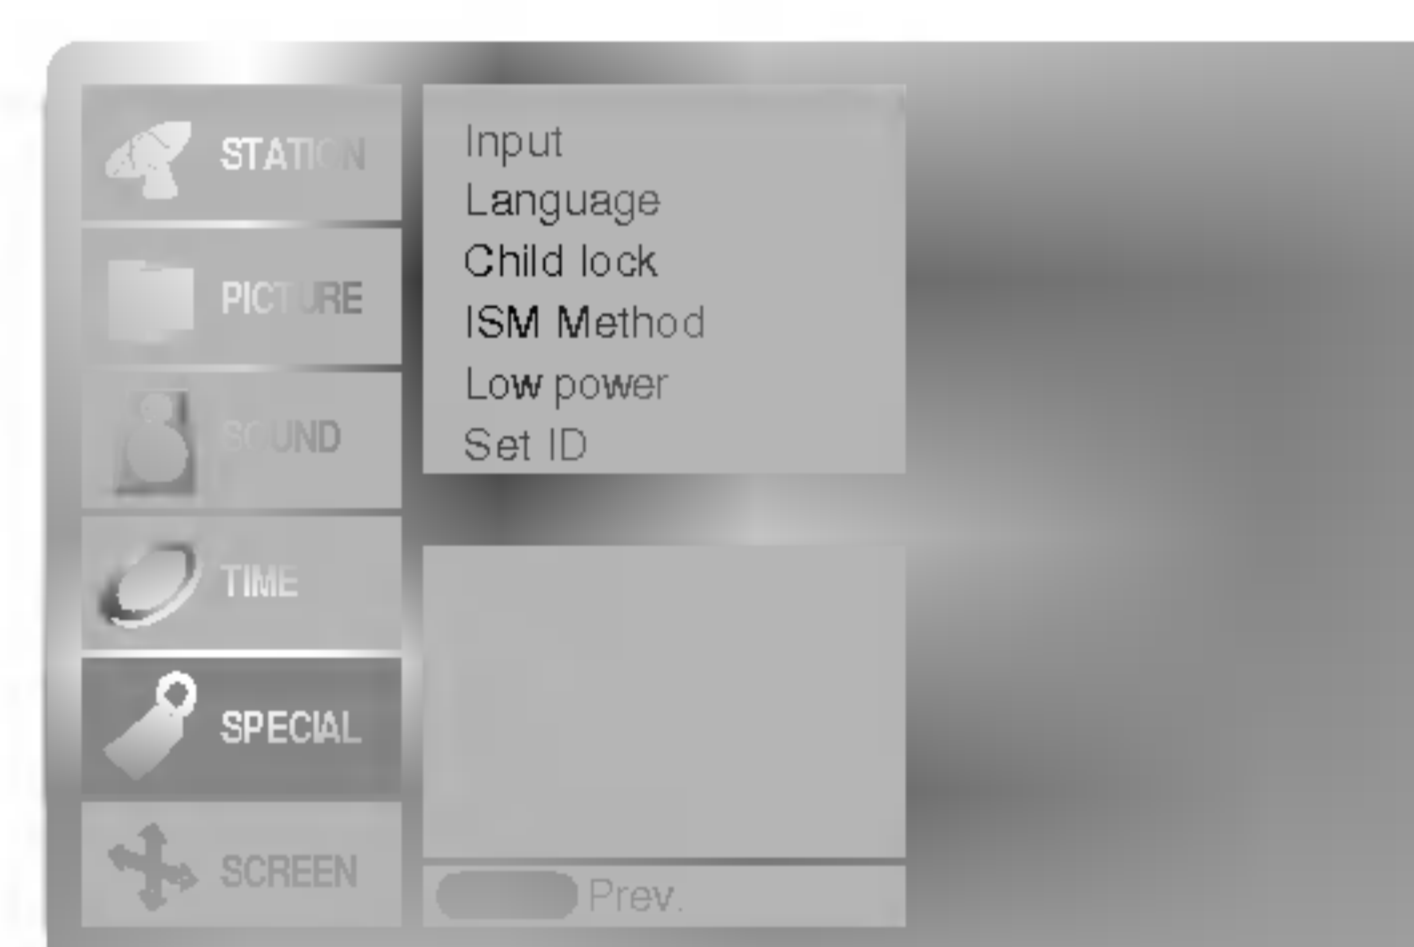 STATION
PICTURE
SOUND
TIME
SPECIAL
SCREEN
Input
Language
Child lock
ISM Method
Low power
Set ID
Prev.